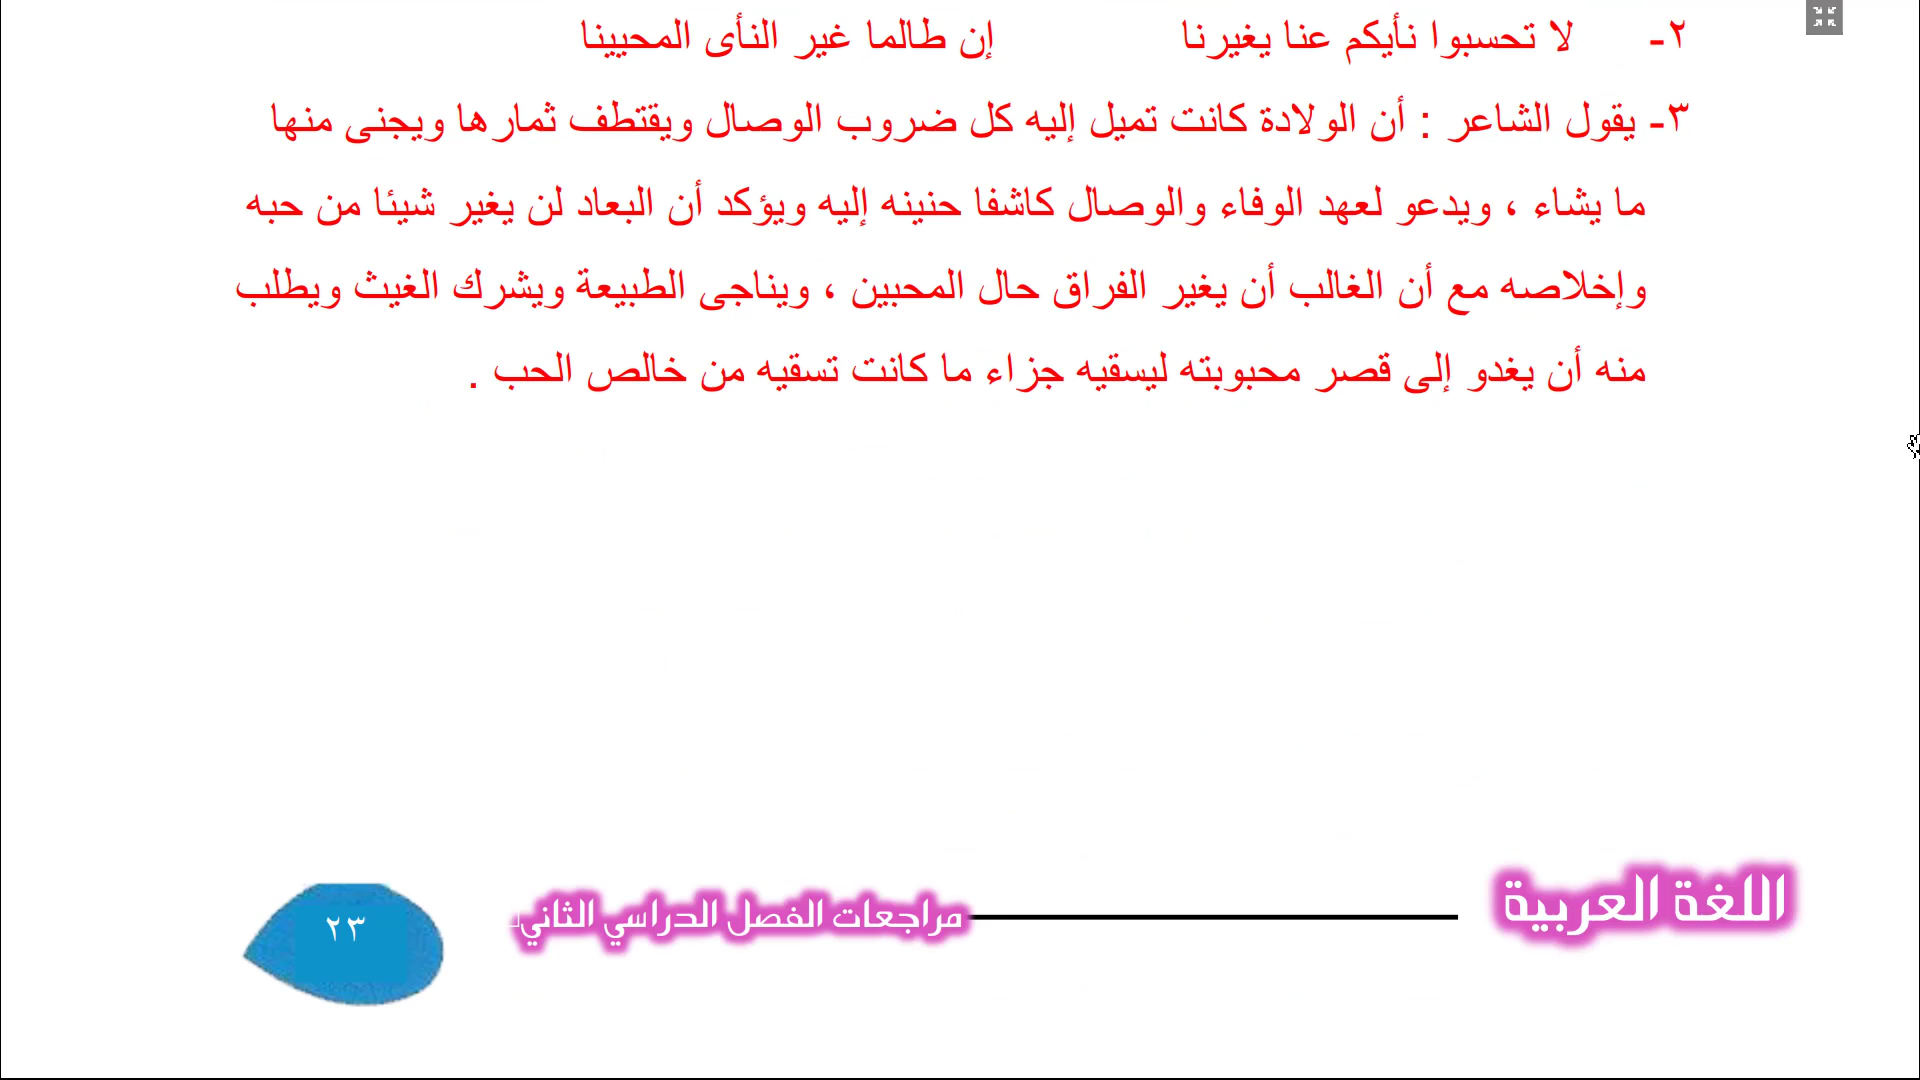 ٢- لا تحسبوا نأيكم عنا يغيرنا إن طالما غير النأى المحيينا
٣- يقول الشاعر : أن الولادة كانت تميل إليه كل ضروب الوصال ويقتطف ثمارها ويجنى منها
ما يشاء ، ويدعو لعهد الوفاء والوصال كاشفا حنينه إليه ويؤكد أن البعاد لن يغير شيئا من حبه
وإخلاصه مع أن الغالب أن يغير الفراق حال المحبين ، ويناجى الطبيعة ويشرك الغيث ويطلب
منه أن يغدو إلى قصر محبوبته ليسقيه جزاء ما كانت تسقيه من خالص الحب .
اللغة العربية
مراجعات الفصل الدراسي الثاني
٢٣